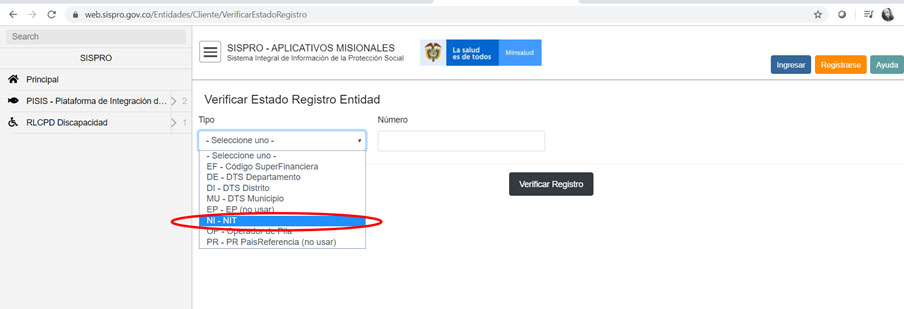 web.sispro.gov.co/Entidades/Cliente/VerificarEstadoRegistro
Search
SISPRO
Principal
PISIS - Plataforma de Integración d... 2
RLCPD Discapacidad 1
SISPRO - APLICATIVOS MISIONALES
Sistema Integral de Información de la Protección Social
La salud
es de todos
Minsalud
Ingresar Registrarse Ayuda
Verificar Estado Registro Entidad
Tipo Número
- Seleccione uno -
- Seleccione uno -
EF - Código SuperFinanciera
DE - DTS Departamento
DI - DTS Distrito
MU - DTS Municipio
EP - EP (no usar)
NI - NIT
OP - Operador de Pila
PR - PR PaisReferencia (no usar)
Verificar Registro